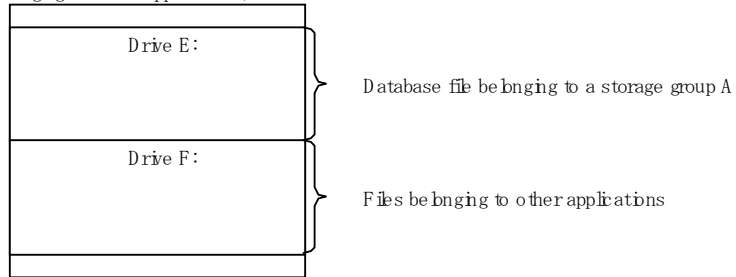 Drive E:
Database file belonging to a storage group A
Drive F:
Files belonging to other applications